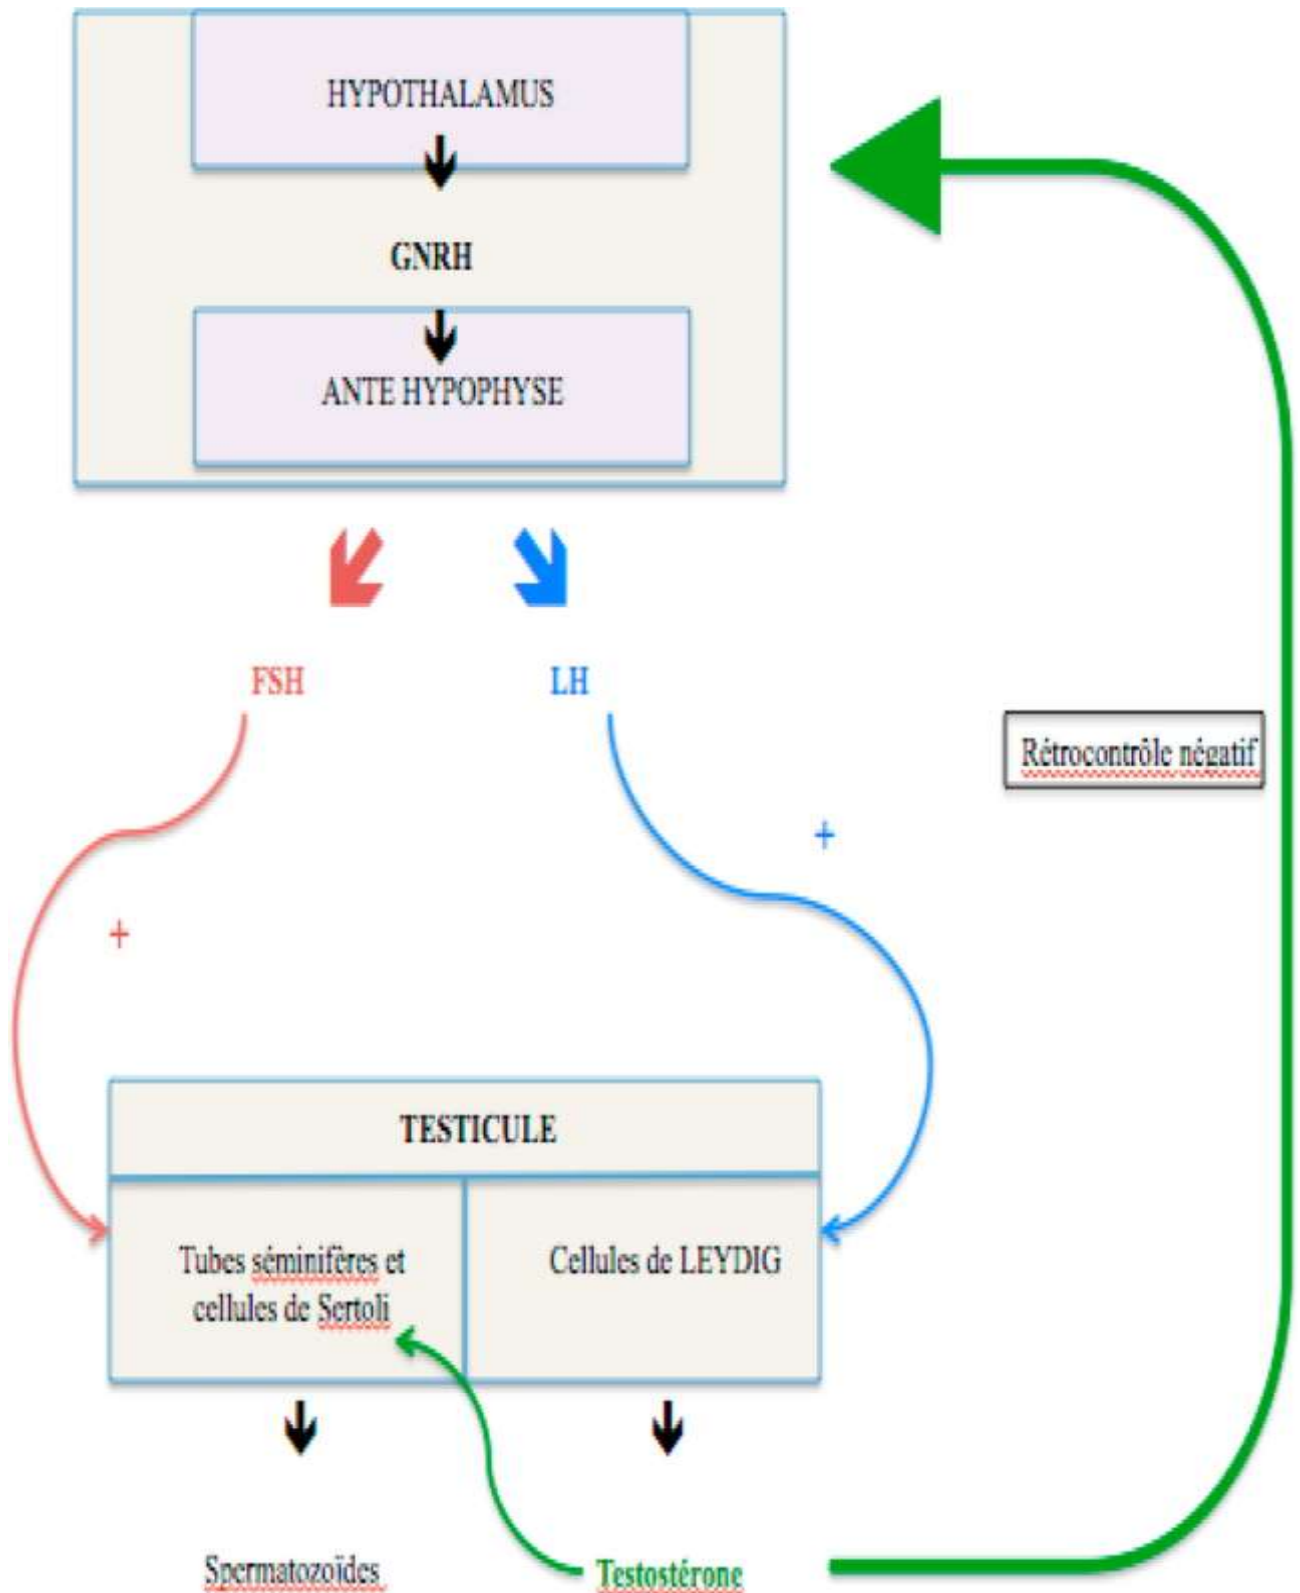 HYPOTHALAMUS
GNRH
ANTE HYPOPHYSE
FSH
LH
Rétrocontrôle négatif
+
+
TESTICULE
Tubes séminifères et
cellules de Sertoli
Cellules de LEYDIG
Spermatozoïdes
Testostérone